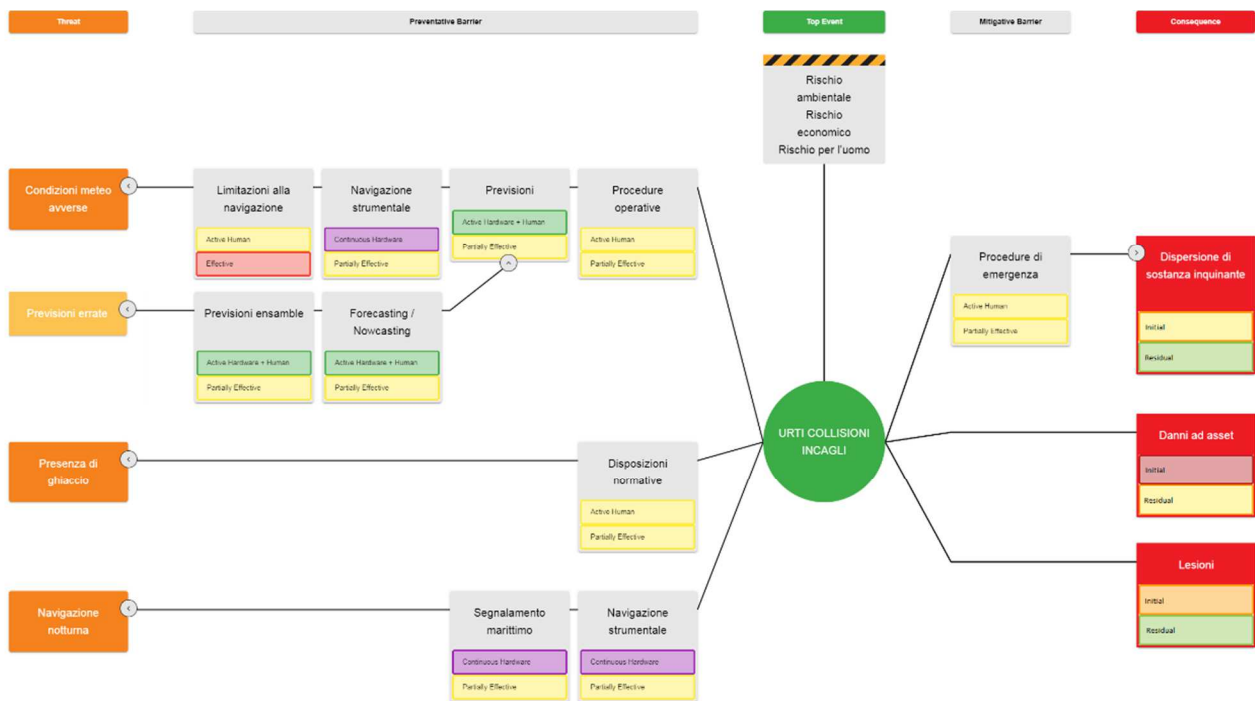 Threat
Preventative Barrier
Top Event
Mitigative Barrier
Consequence
Rischio
ambientale
Rischio
economico
Rischio per l'uomo
Condizioni meteo
avverse
Limitazioni alla
navigazione
Active Human
Effective
Navigazione
strumentale
Continuous Hardware
Partially Effective
Previsioni
Active Hardware + Human
Partially Effective
Procedure
operative
Active Human
Partially Effective
Previsioni errate
Previsioni ensamble
Active Hardware + Human
Partially Effective
Forecasting /
Nowcasting
Active Hardware + Human
Partially Effective
Presenza di
ghiaccio
Disposizioni
normative
Active Human
Partially Effective
Navigazione
notturna
Segnalamento
marittimo
Continuous Hardware
Partially Effective
Navigazione
strumentale
Continuous Hardware
Partially Effective
URTI COLLISIONI
INCAGLI
Procedure di
emergenza
Active Human
Partially Effective
Dispersione di
sostanza inquinante
Initial
Residual
Danni ad asset
Initial
Residual
Lesioni
Initial
Residual